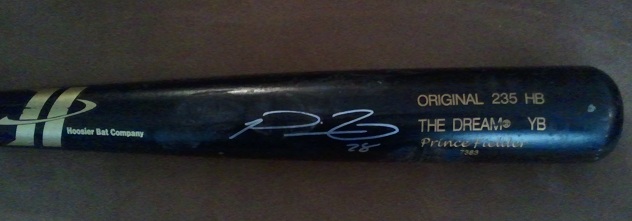 Hoosier Bat Company
28
ORIGINAL 235 HB
THE DREAM® YB
Prince Fielder